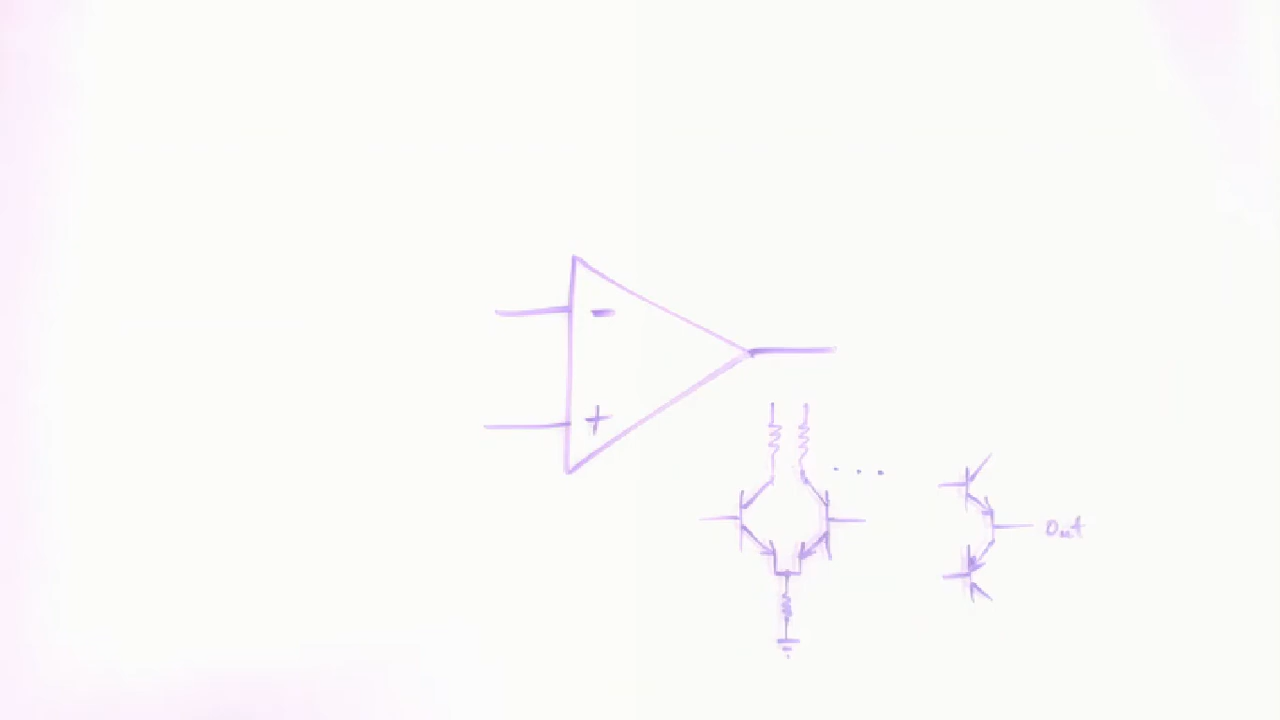 -
+
. . .
Out